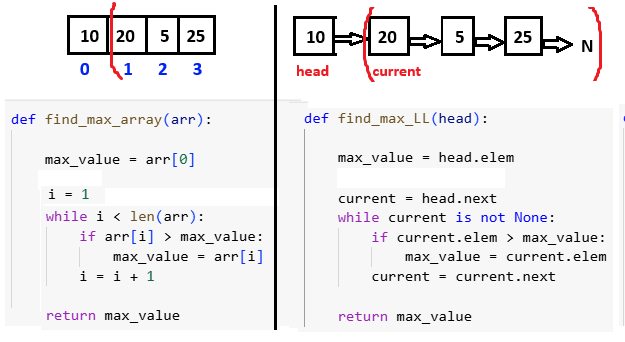 10 20 5 25
0 1 2 3
def find_max_array(arr):
max_value = arr[0]
i = 1
while i < len(arr):
if arr[i] > max_value:
max_value = arr[i]
i = i + 1
return max_value
10 20 5 25 N
head current
def find_max_LL(head):
max_value = head.elem
current = head.next
while current is not None:
if current.elem > max_value:
max_value = current.elem
current = current.next
return max_value